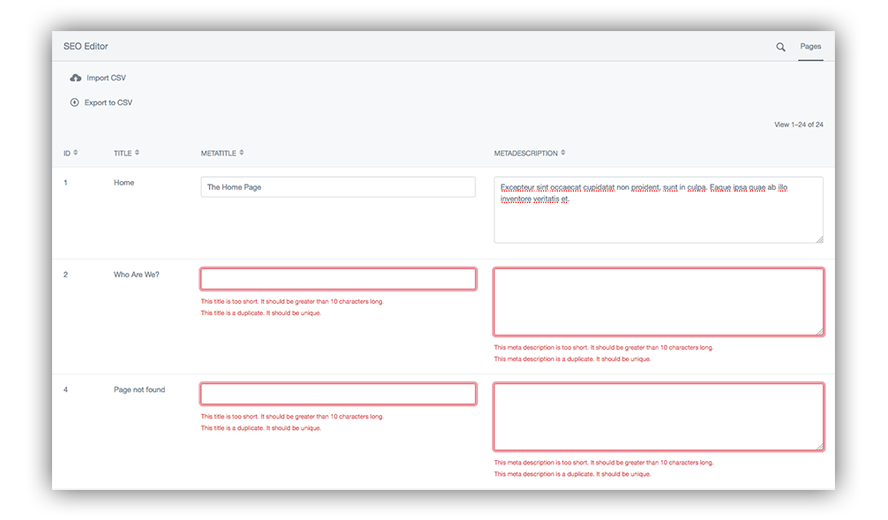 SEO Editor
Pages
Import CSV
Export to CSV
View 1–24 of 24
ID TITLE METATITLE METADESCRIPTION
1 Home The Home Page Excepteur sint occaecat cupidatat non proident, sunt in culpa. Eaque ipsa quae ab illo
inventore veritatis et.
2 Who Are We?
This title is too short. It should be greater than 10 characters long.
This title is a duplicate. It should be unique.
This meta description is too short. It should be greater than 10 characters long.
This meta description is a duplicate. It should be unique.
4 Page not found
This title is too short. It should be greater than 10 characters long.
This title is a duplicate. It should be unique.
This meta description is too short. It should be greater than 10 characters long.
This meta description is a duplicate. It should be unique.